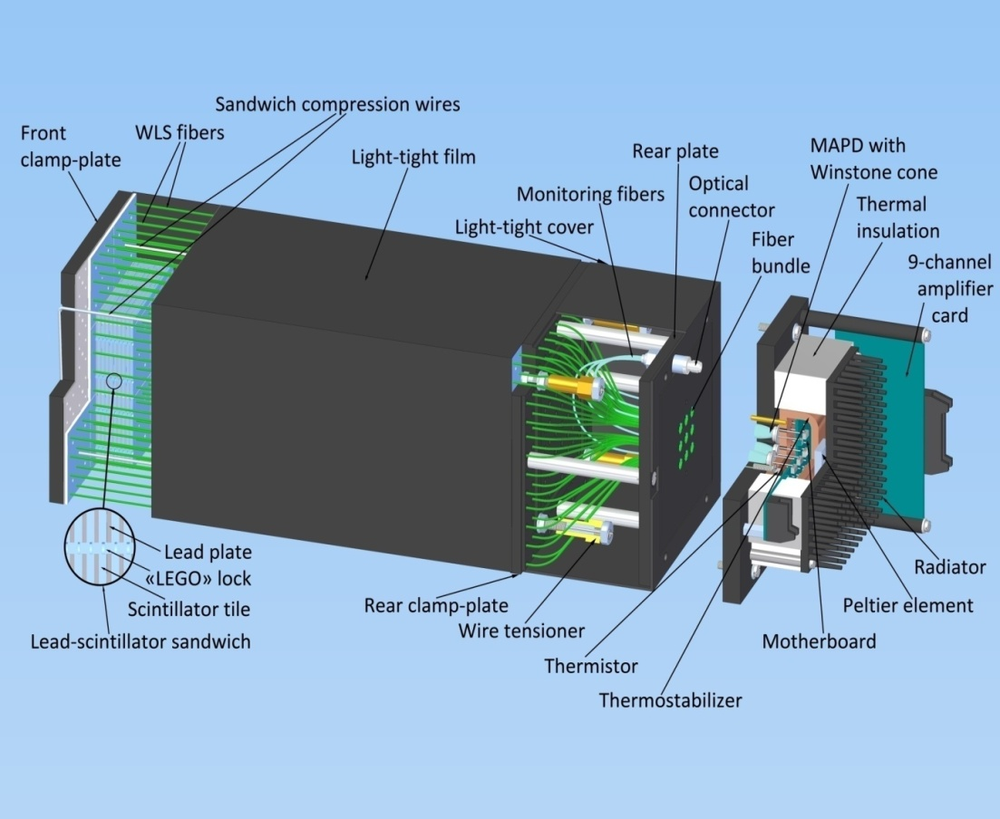 Sandwich compression wires
Front
clamp-plate
WLS fibers
Light-tight film
Rear plate
MAPD with
Winstone cone
Monitoring fibers
Optical
connector
Thermal
insulation
Light-tight cover
Fiber
bundle
9-channel
amplifier
card
Lead plate
«LEGO» lock
Scintillator tile
Lead-scintillator sandwich
Rear clamp-plate
Wire tensioner
Thermistor
Thermostabilizer
Radiator
Peltier element
Motherboard